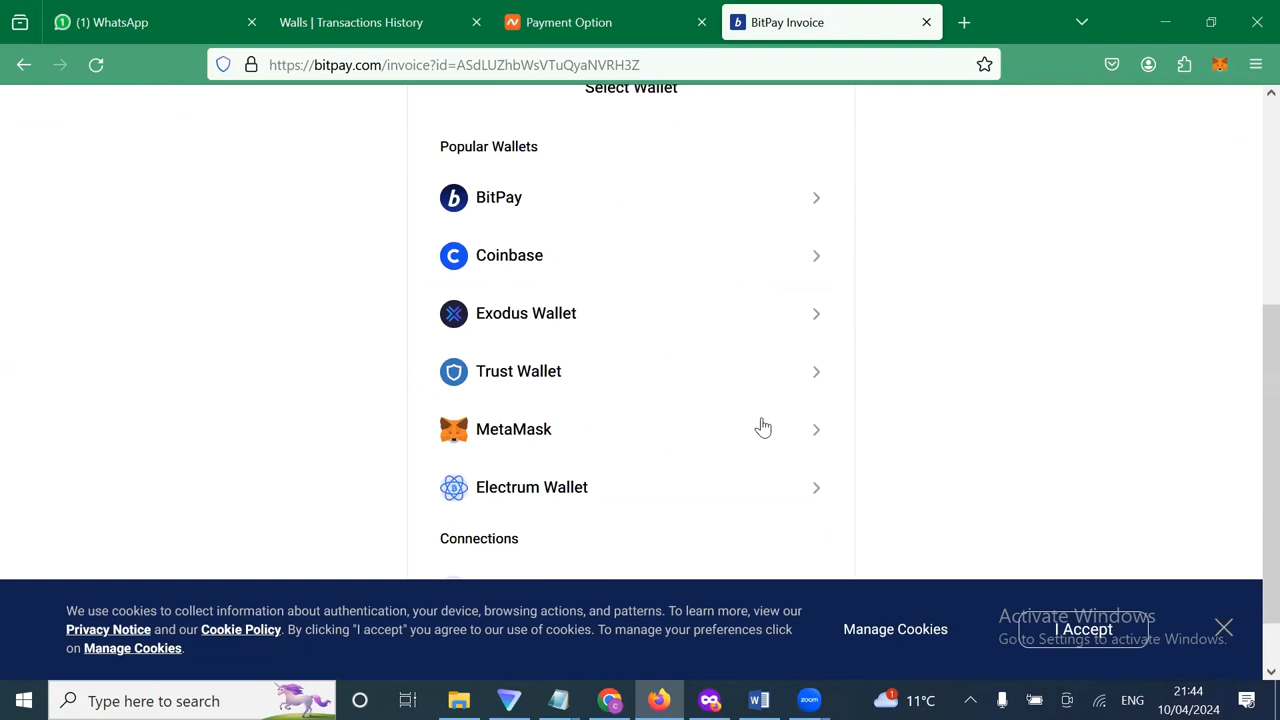 (1) WhatsApp
Walls | Transactions History
Payment Option
BitPay Invoice
https://bitpay.com/invoice?id=ASdLUZhbWsVTuQyaNVRH3Z
Select Wallet
Popular Wallets
BitPay
Coinbase
Exodus Wallet
Trust Wallet
MetaMask
Electrum Wallet
Connections
We use cookies to collect information about authentication, your device, browsing actions, and patterns. To learn more, view our
Privacy Notice and our Cookie Policy. By clicking "I accept" you agree to our use of cookies. To manage your preferences click
on Manage Cookies.
Manage Cookies
I Accept
Activate Windows
Go to Settings to activate Windows.
Type here to search
1
11°C
ENG
21:44
10/04/2024